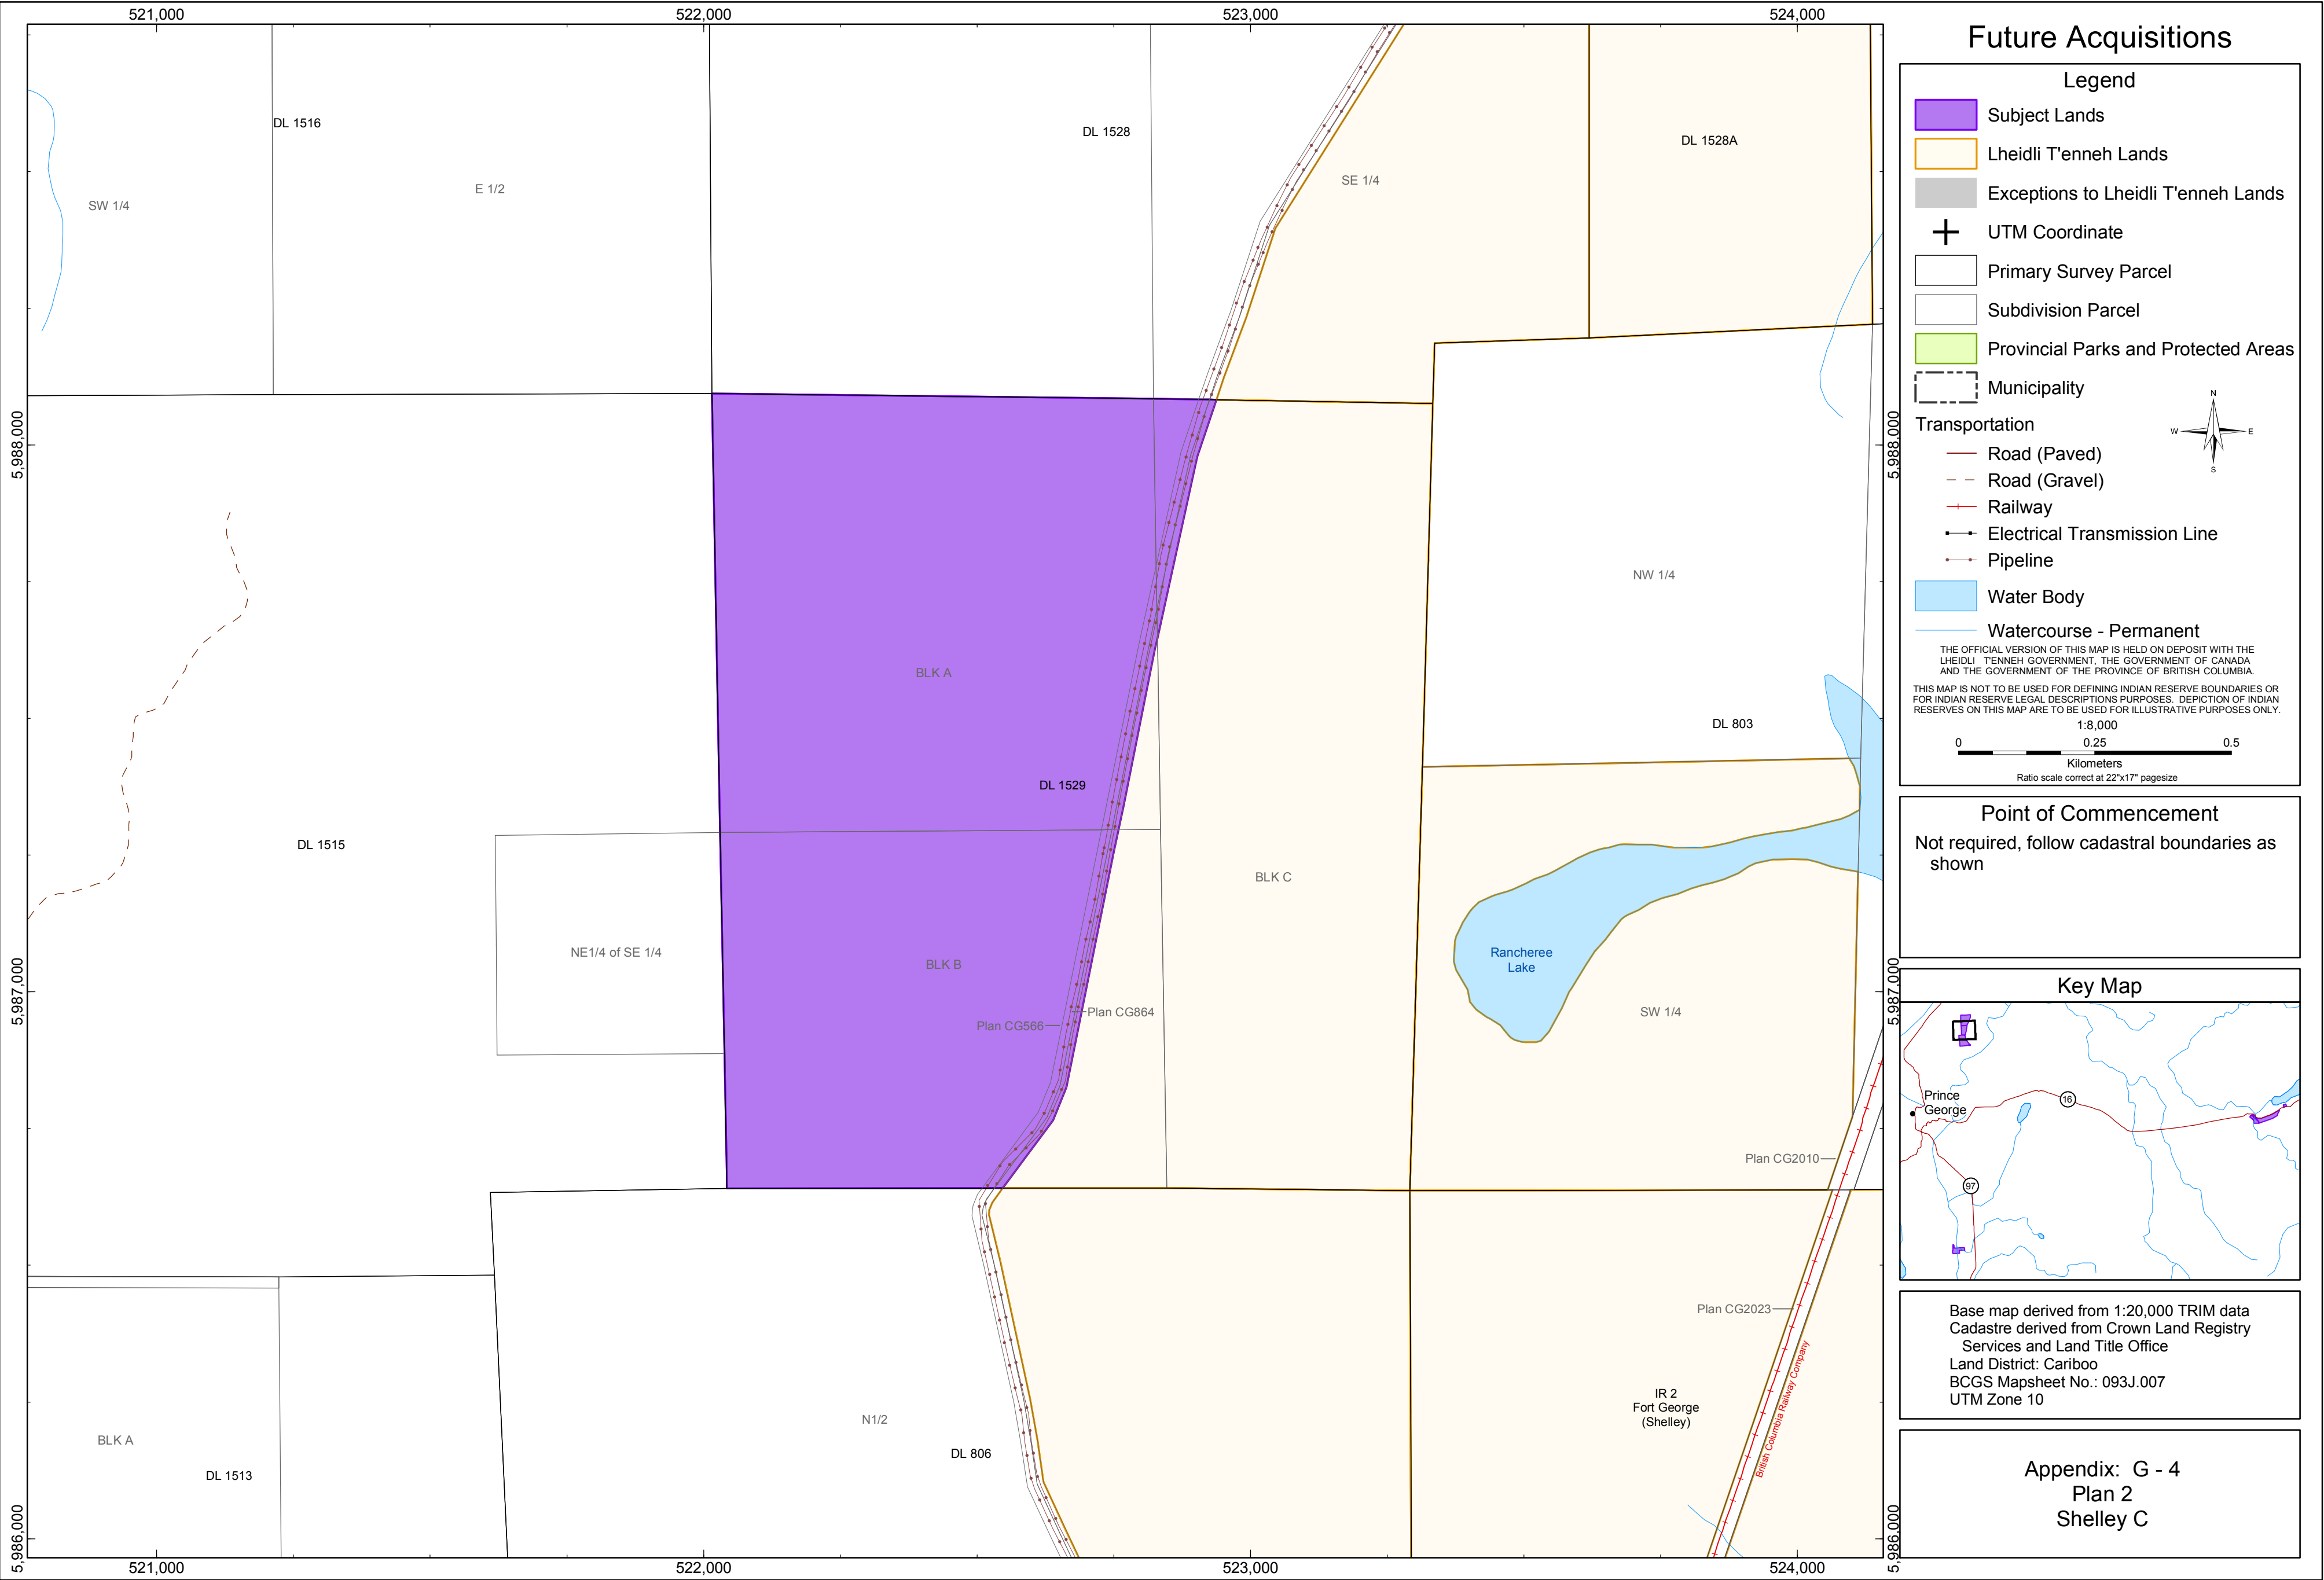 521,000
522,000
523,000
524,000
Future Acquisitions
Legend
Subject Lands
Lheidli T'enneh Lands
Exceptions to Lheidli T'enneh Lands
UTM Coordinate
Primary Survey Parcel
Subdivision Parcel
Provincial Parks and Protected Areas
Municipality
N
W
E
S
Transportation
Road (Paved)
Road (Gravel)
Railway
Electrical Transmission Line
Pipeline
Water Body
Watercourse - Permanent
THE OFFICIAL VERSION OF THIS MAP IS HELD ON DEPOSIT WITH THE
LHEIDLI T'ENNEH GOVERNMENT, THE GOVERNMENT OF CANADA
AND THE GOVERNMENT OF THE PROVINCE OF BRITISH COLUMBIA.
THIS MAP IS NOT TO BE USED FOR DEFINING INDIAN RESERVE BOUNDARIES OR
FOR INDIAN RESERVE LEGAL DESCRIPTIONS PURPOSES. DEPICTION OF INDIAN
RESERVES ON THIS MAP ARE TO BE USED FOR ILLUSTRATIVE PURPOSES ONLY.
1:8,000
0
0.25
0.5
Kilometers
Ratio scale correct at 22"x17" pagesize
Point of Commencement
Not required, follow cadastral boundaries as
shown
Key Map
Prince
George
16
97
Base map derived from 1:20,000 TRIM data
Cadastre derived from Crown Land Registry
Services and Land Title Office
Land District: Cariboo
BCGS Mapsheet No.: 093J.007
UTM Zone 10
Appendix: G - 4
Plan 2
Shelley C
DL 1516
DL 1528
DL 1528A
SW 1/4
E 1/2
SE 1/4
5,988,000
5,988,000
NW 1/4
BLK A
DL 803
DL 1529
DL 1515
BLK C
NE1/4 of SE 1/4
BLK B
Rancheree
Lake
5,987,000
5,987,000
Plan CG566
Plan CG864
SW 1/4
Plan CG2010
Plan CG2023
British Columbia Railway Company
IR 2
Fort George
(Shelley)
N1/2
DL 806
BLK A
DL 1513
5,986,000
5,986,000
521,000
522,000
523,000
524,000